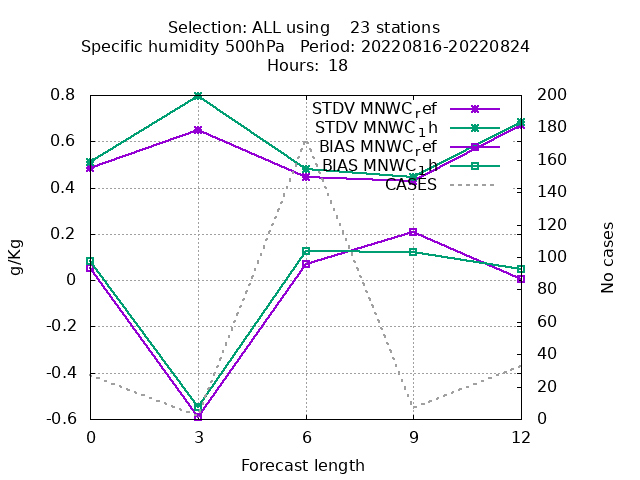 Selection: ALL using    23 stations
Specific humidity 500hPa   Period: 20220816-20220824
Hours: 18
0.8
0.6
0.4
0.2
0
-0.2
-0.4
-0.6
g/Kg
STDV MNWC_ref
STDV MNWC_1h
BIAS MNWC_ref
BIAS MNWC_1h
CASES
200
180
160
140
120
100
80
60
40
20
0
No cases
0 3 6 9 12
Forecast length